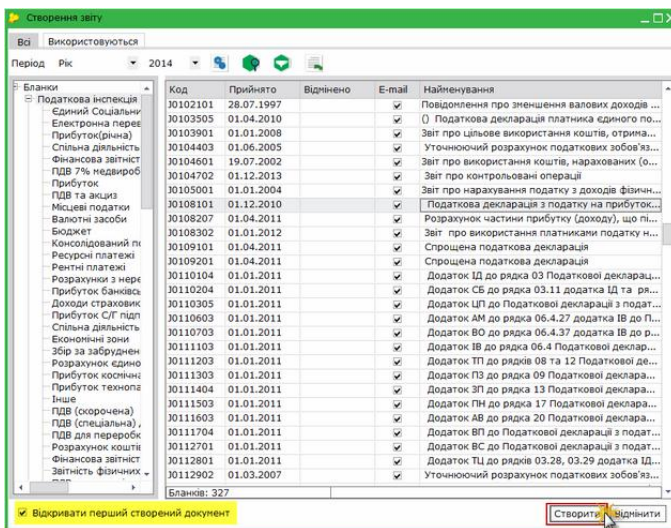 Створення звіту
Всі Використовуються
Період Рік 2014
Бланки
Податкова інспекція
Єдиний Соціальни
Електронна перев
Прибуток(річна)
Спільна діяльність
Фінансова звітніст
ПДВ 7% медвироб
Прибуток
ПДВ та акциз
Місцеві податки
Валютні засоби
Бюджет
Консолідований по
Ресурсні платежі
Рентні платежі
Розрахунки з нере
Прибуток банківсь
Доходи страховик
Прибуток С/Г підп
Спільна діяльність
Економічні зони
Збір за забруднен
Розрахунок єдино
Прибуток космічна
Прибуток технопа
Інше
ПДВ (скорочена)
ПДВ (спеціальна) ,
ПДВ для переробк
Розрахунок кошті
Фінансова звітніст
Звітність фізичних
Код Прийнято Відмінено E-mail Найменування
J0102101 28.07.1997 Повідомлення про зменшення валових доходів ...
J0103505 01.04.2010 () Податкова декларація платника єдиного по...
J0103901 01.01.2008 Звіт про цільове використання коштів, отрима...
J0104403 01.06.2005 Уточнюючий розрахунок податкових зобов'яз...
J0104601 19.07.2002 Звіт про використання коштів, нарахованих (о...
J0104702 01.12.2013 Звіт про контрольовані операції
J0105001 01.01.2004 Звіт про нарахування податку з доходів фізичн...
J0108101 01.12.2010 Податкова декларація з податку на прибуток...
J0108207 01.04.2011 Розрахунок частини прибутку (доходу), що пі...
J0108302 01.01.2012 Звіт про використання платниками податку н...
J0109101 01.04.2011 Спрощена податкова декларація
J0109201 01.04.2011 Спрощена податкова декларація
J0110104 01.01.2011 Додаток ІД до рядка 03 Податкової декларац...
J0110204 01.01.2011 Додаток СБ до рядка 03.11 додатка ІД та ря...
J0110305 01.01.2011 Додаток ЦП до Податкової декларації з подат...
J0110603 01.01.2011 Додаток АМ до рядка 06.4.27 додатка ІВ до П...
J0110703 01.01.2011 Додаток ВО до рядка 06.4.37 додатка ІВ до р...
J0111103 01.01.2011 Додаток ІВ до рядка 06.4 Податкової деклар...
J0111203 01.01.2011 Додаток ТП до рядків 08 та 12 Податкової де...
J0111303 01.01.2011 Додаток ПЗ до рядка 09 Податкової деклара...
J0111404 01.01.2011 Додаток ЗП до рядка 13 Податкової деклара...
J0111503 01.01.2011 Додаток ПН до рядка 17 Податкової деклара...
J0111603 01.01.2011 Додаток АВ до рядка 20 Податкової деклара...
J0111704 01.01.2011 Додаток ВП до Податкової декларації з подат...
J0112701 01.01.2011 Додаток ВС до Податкової декларації з подат...
J0112801 01.01.2011 Додаток ТЦ до рядків 03.28, 03.29 додатка ІД...
J0112902 01.03.2007 Уточнюючий розрахунок податкових зобов'яз...
Бланків: 327
Відкривати перший створений документ
Створити Відмінити